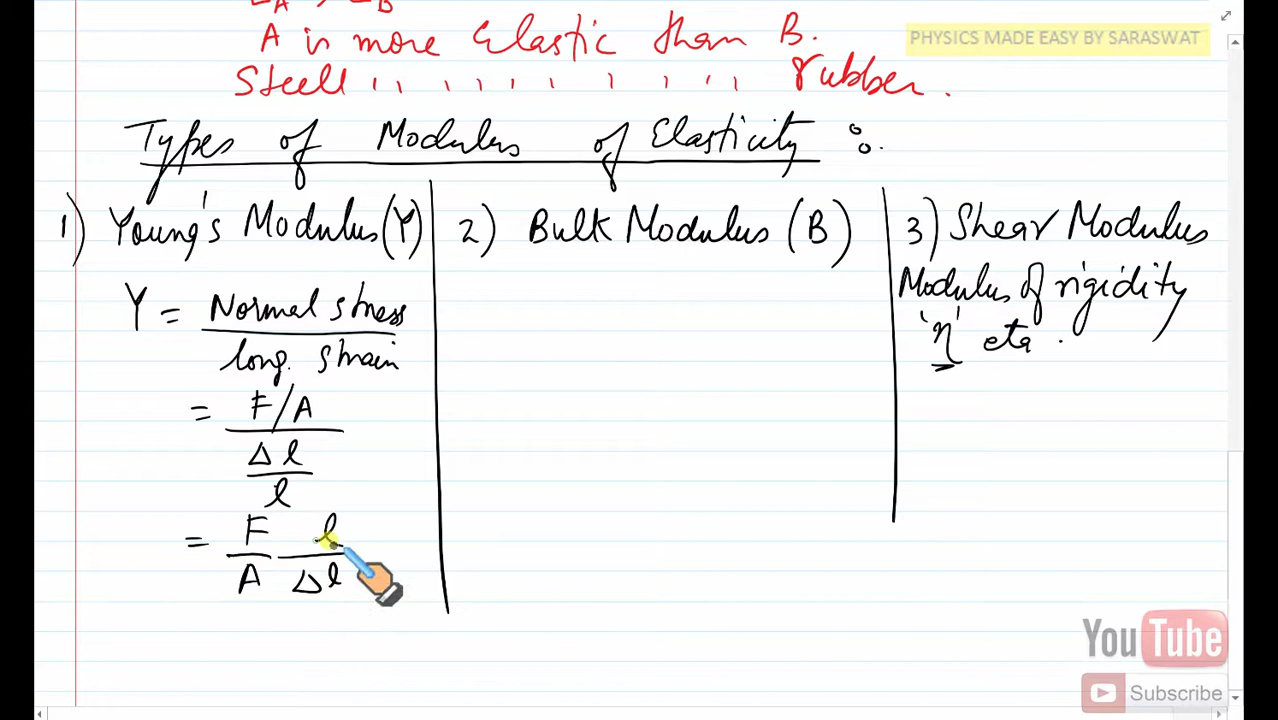 A is more Elastic than B.
Steell ,, ,, ,, , ,, , , rubber.
PHYSICS MADE EASY BY SARASWAT
Types of Modulus of Elasticity :
1) Young's Modulus (Y)
Y = Normal stress
long. strain
= F/A
Δl
l
= F l
A Δl
2) Bulk Modulus (B)
3) Shear Modulus
Modulus of rigidity
'η' eta.
YouTube
Subscribe